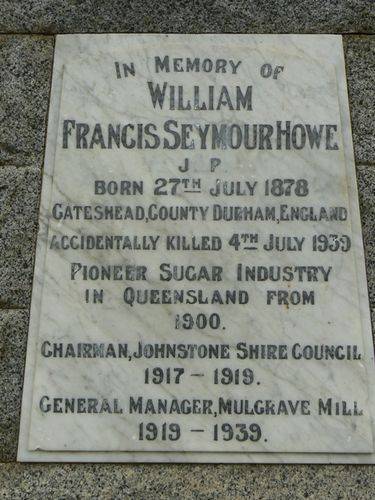 IN MEMORY OF
WILLIAM
FRANCIS SEYMOUR HOWE
J. P.
BORN 27TH JULY 1878
GATESHEAD, COUNTY DURHAM, ENGLAND
ACCIDENTALLY KILLED 4TH JULY 1939
PIONEER SUGAR INDUSTRY
IN QUEENSLAND FROM
1900.
CHAIRMAN, JOHNSTONE SHIRE COUNCIL
1917 - 1919.
GENERAL MANAGER, MULGRAVE MILL
1919 - 1939.